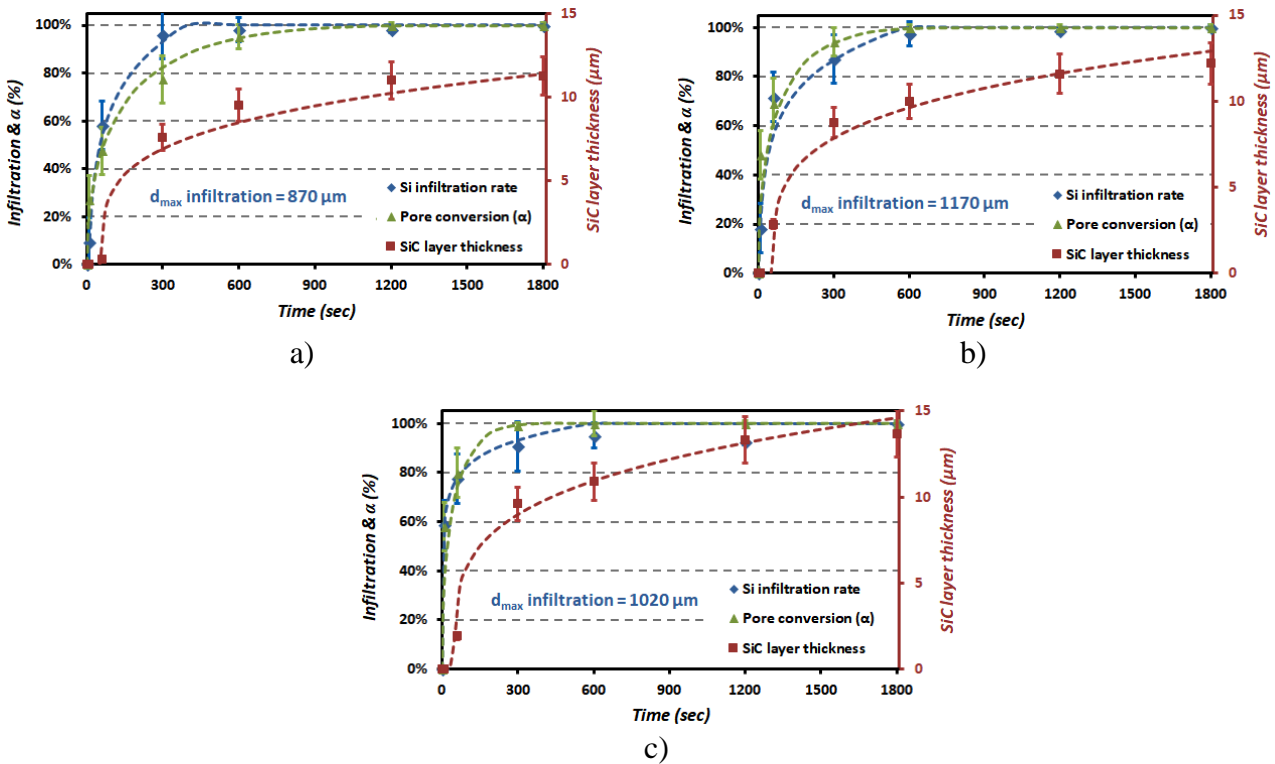 100%
80%
60%
40%
20%
0%
Infiltration & α (%)
15
10
5
0
SiC layer thickness (μm)
d_max infiltration = 870 μm
Si infiltration rate
Pore conversion (α)
SiC layer thickness
0 300 600 900 1200 1500 1800
Time (sec)
a)
100%
80%
60%
40%
20%
0%
Infiltration & α (%)
15
10
5
0
SiC layer thickness (μm)
d_max infiltration = 1170 μm
Si infiltration rate
Pore conversion (α)
SiC layer thickness
0 300 600 900 1200 1500 1800
Time (sec)
b)
100%
80%
60%
40%
20%
0%
Infiltration & α (%)
15
10
5
0
SiC layer thickness (μm)
d_max infiltration = 1020 μm
Si infiltration rate
Pore conversion (α)
SiC layer thickness
0 300 600 900 1200 1500 1800
Time (sec)
c)